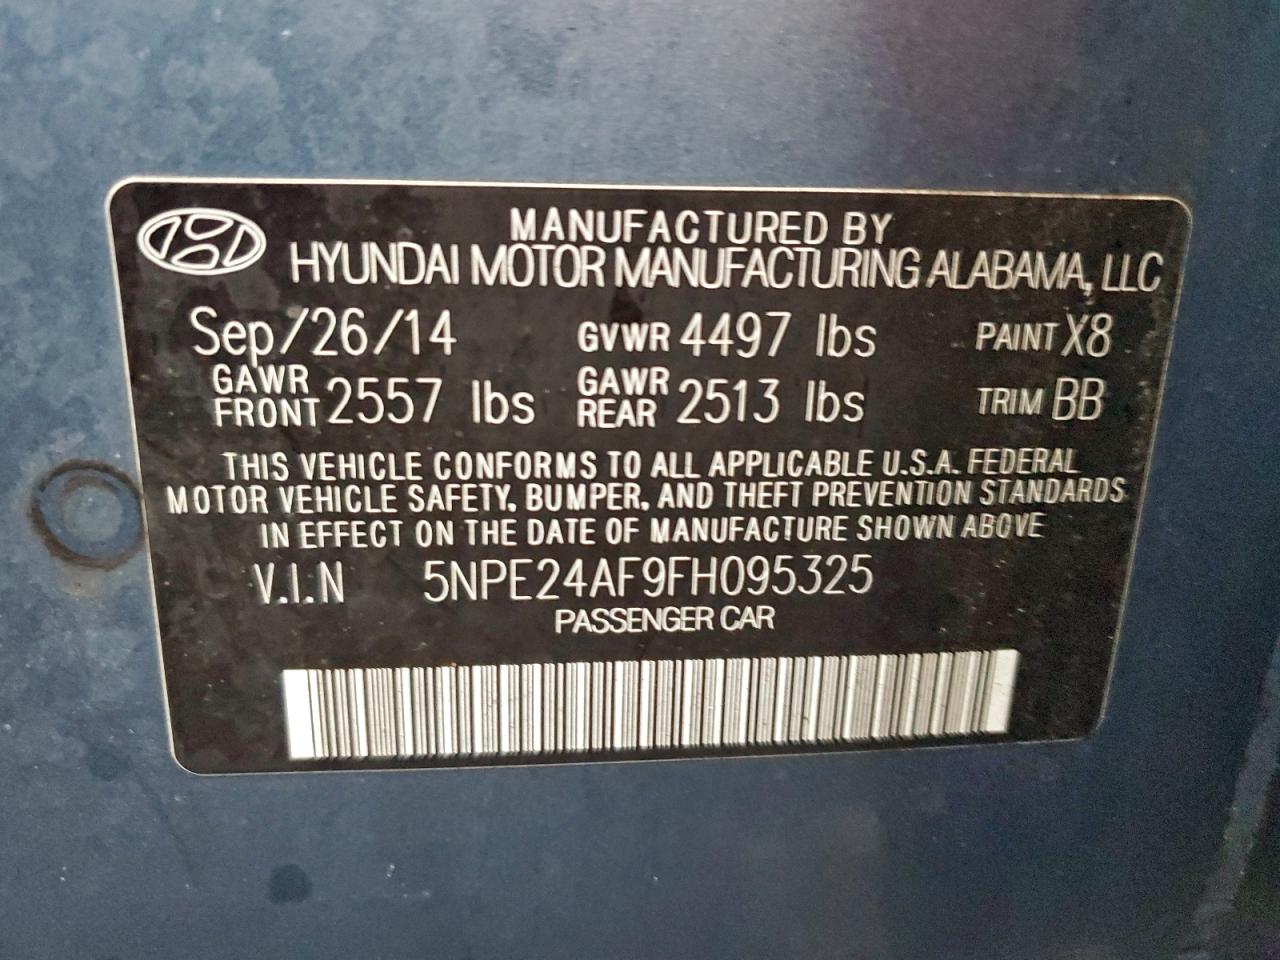 MANUFACTURED BY
HYUNDAI MOTOR MANUFACTURING ALABAMA, LLC
Sep/26/14 GVWR 4497 lbs PAINT X8
GAWR FRONT 2557 lbs GAWR REAR 2513 lbs TRIM BB
THIS VEHICLE CONFORMS TO ALL APPLICABLE U.S.A. FEDERAL
MOTOR VEHICLE SAFETY, BUMPER, AND THEFT PREVENTION STANDARDS
IN EFFECT ON THE DATE OF MANUFACTURE SHOWN ABOVE
V.I.N 5NPE24AF9FH095325
PASSENGER CAR